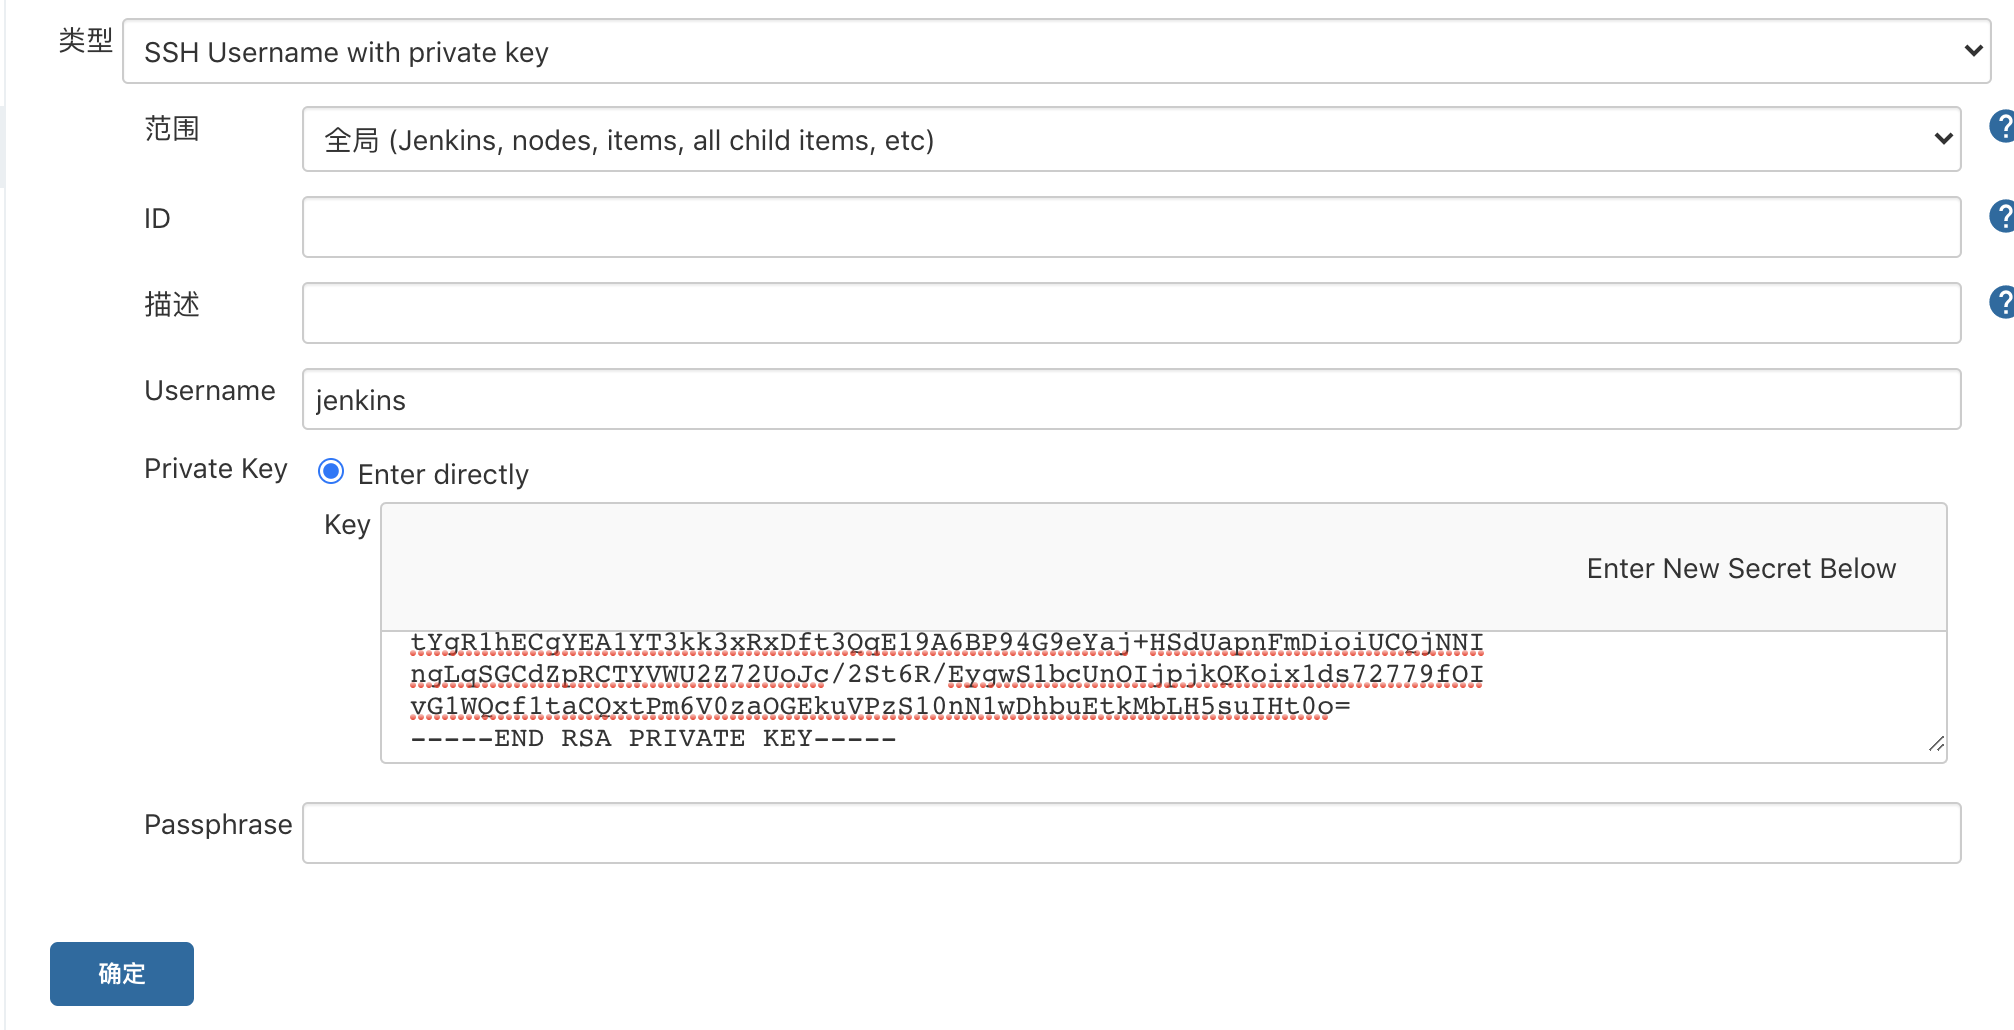 类型
SSH Username with private key
范围
全局 (Jenkins, nodes, items, all child items, etc)
?
ID
?
描述
?
Username
jenkins
Private Key
Enter directly
Key
Enter New Secret Below
tYgR1hECgYEA1YT3kk3xRxDft3QqE19A6BP94G9eYaj+HSdUapnFmDioiUCQjNNI
ngLqSGCdZpRCTYVWU2Z72UoJc/2St6R/EygwS1bcUnOIjpjkQKoix1ds72779fOI
vG1WQcf1taCQxtPm6V0zaOGEkuVPzS10nN1wDhbuEtkMbLH5suIHt0o=
-----END RSA PRIVATE KEY-----
Passphrase
确定